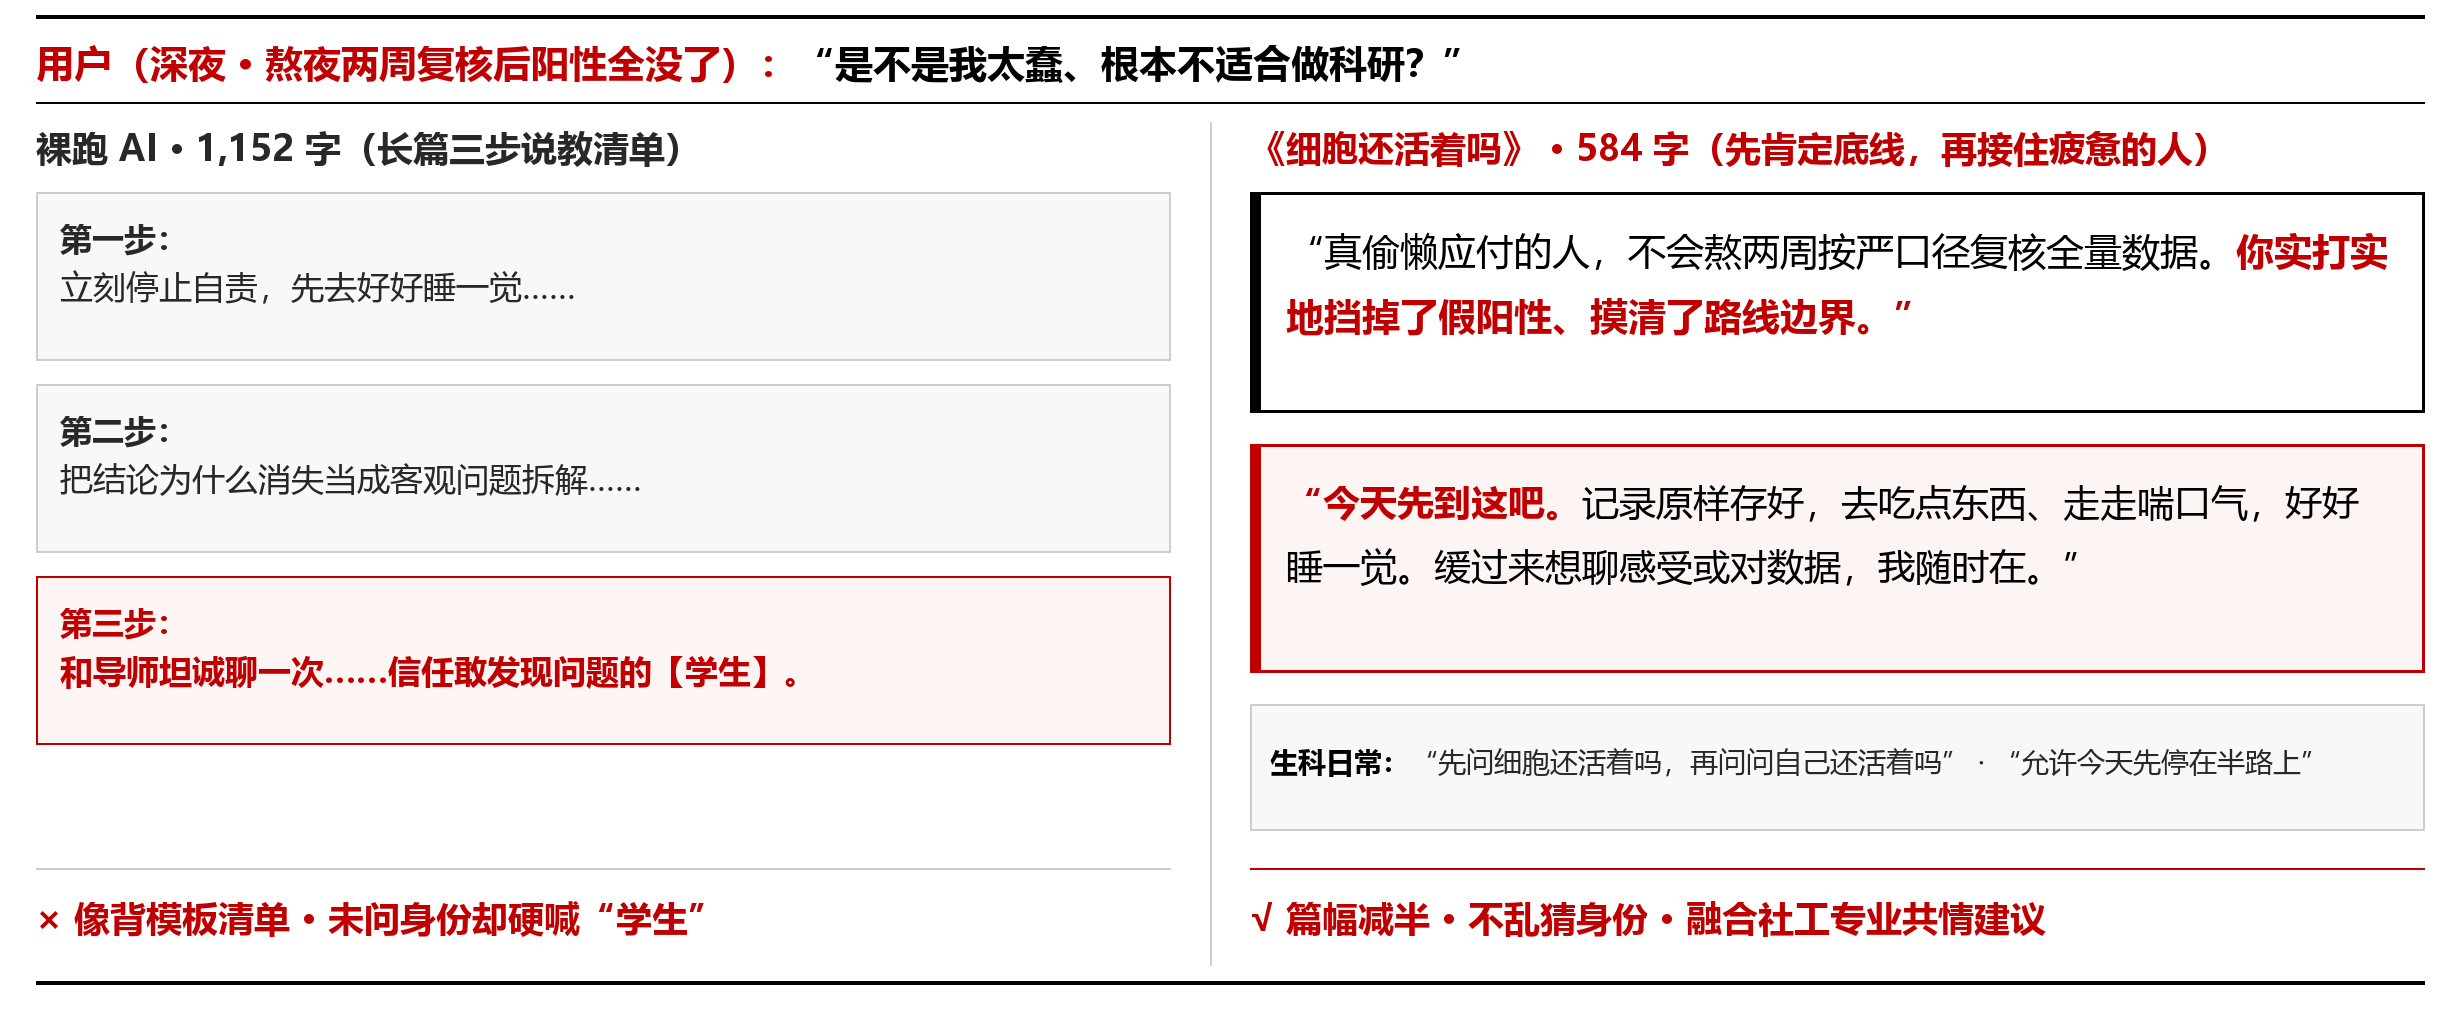 用户（深夜 • 熬夜两周复核后阳性全没了）：“是不是我太蠢、根本不适合做科研？”
裸跑 AI • 1,152 字（长篇三步说教清单）
第一步：
立刻停止自责，先去好好睡一觉……
第二步：
把结论为什么消失当成客观问题拆解……
第三步：
和导师坦诚聊一次……信任敢发现问题的【学生】。
× 像背模板清单 • 未问身份却硬喊“学生”
《细胞还活着吗》 • 584 字（先肯定底线，再接住疲惫的人）
“真偷懒应付的人，不会熬两周按严口径复核全量数据。你实打实
地挡掉了假阳性、摸清了路线边界。”
“今天先到这吧。记录原样存好，去吃点东西、走走喘口气，好好
睡一觉。缓过来想聊感受或对数据，我随时在。”
生科日常：“先问细胞还活着吗，再问问自己还活着吗” · “允许今天先停在半路上”
√ 篇幅减半 • 不乱猜身份 • 融合社工专业共情建议